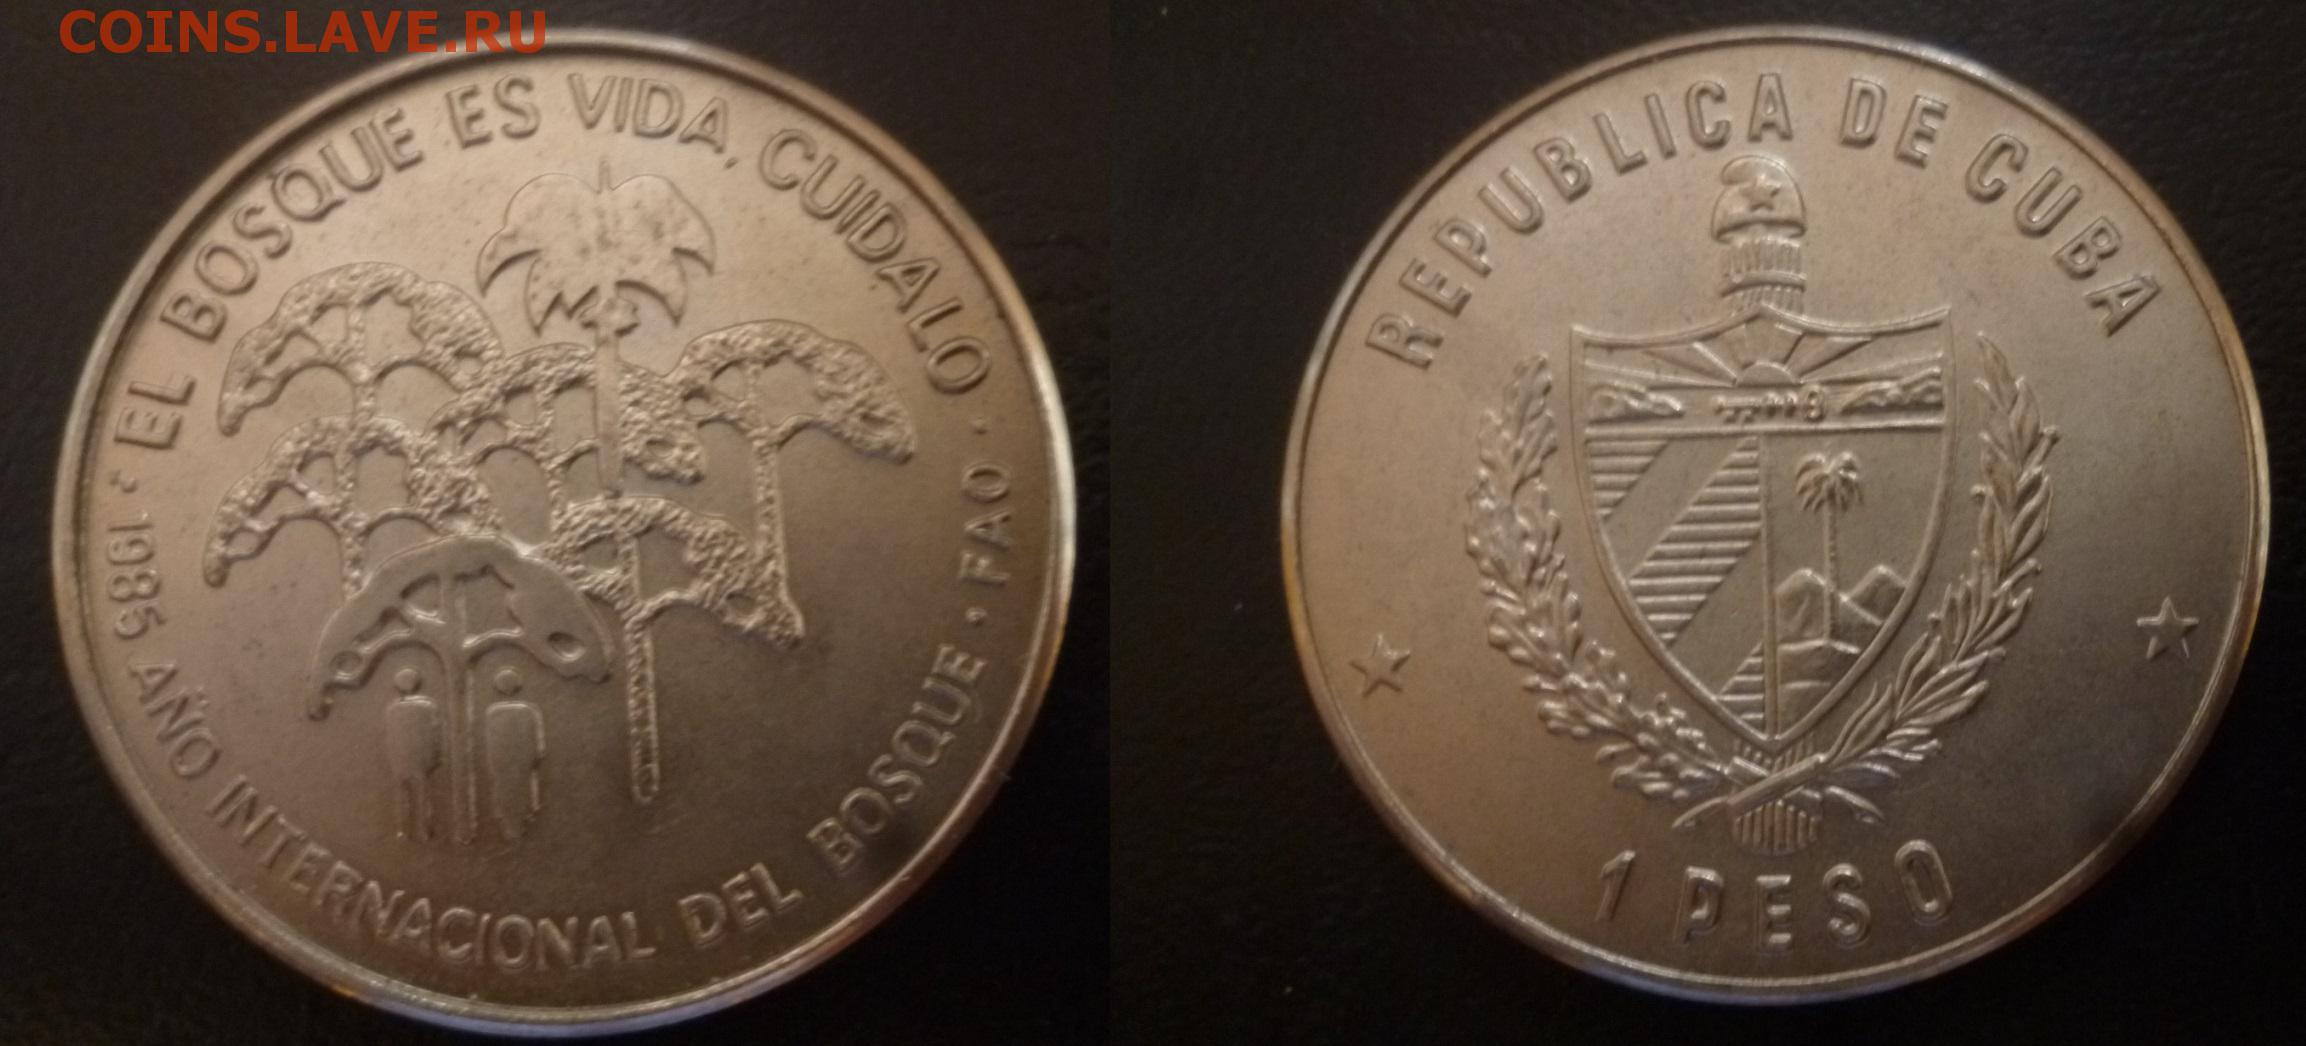 COINS.LAVE.RU
EL BOSQUE ES VIDA, CUIDALO
· FAO ·
1985 AÑO INTERNACIONAL DEL BOSQUE
REPUBLICA DE CUBA
1 PESO